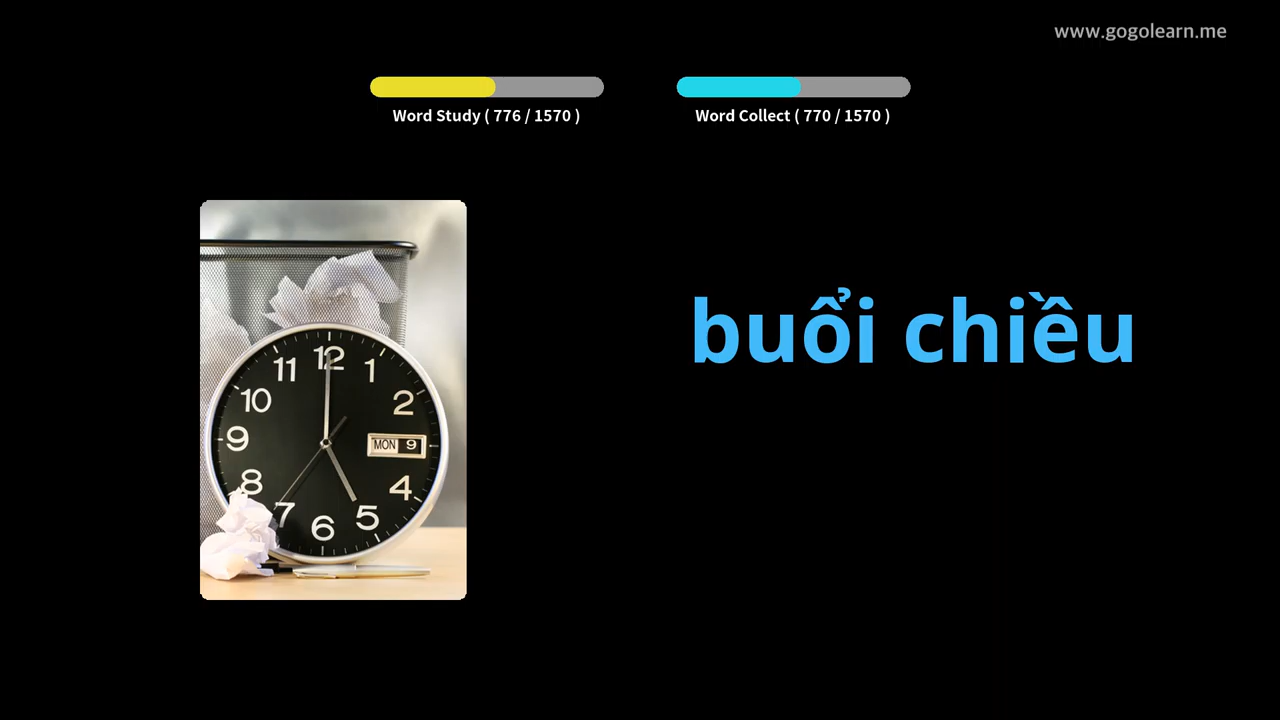 www.gogolearn.me
Word Study ( 776 / 1570 )
Word Collect ( 770 / 1570 )
buổi chiều
12
1
2
MON 9
4
5
6
7
8
9
10
11